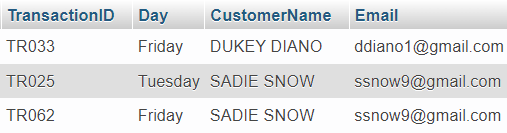 TransactionID Day CustomerName Email
TR033 Friday DUKEY DIANO ddiano1@gmail.com
TR025 Tuesday SADIE SNOW ssnow9@gmail.com
TR062 Friday SADIE SNOW ssnow9@gmail.com